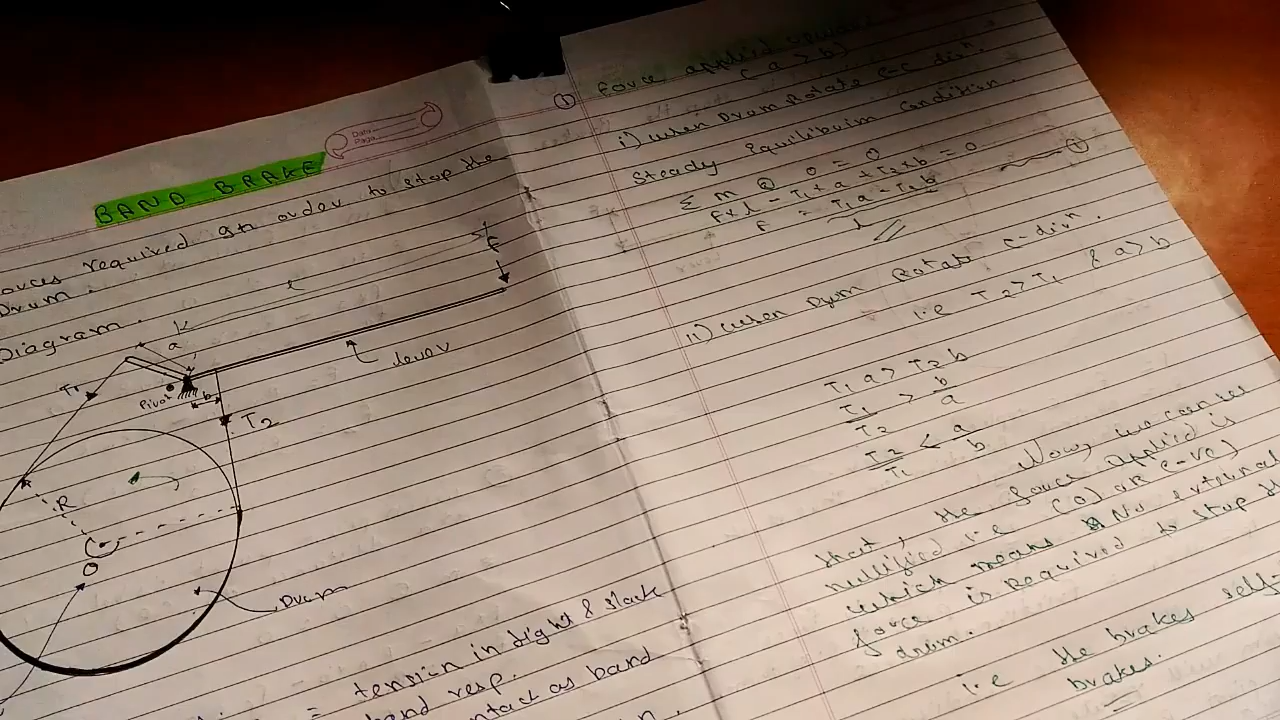 BAND BRAKE
Date
Page
orces required in order to stop the
Drum.
Diagram.
F
l
a
T1
Pivot
b
T2
lever
R
O
Drum
= tension in tight & slack
band resp.
ontact as band
① Force applied
(a > b)
i) When Drum Rotate C-C dirn.
Steady Equilibrium Condition.
Σ M @ O = 0
F×l - T1×a + T2×b = 0
F = T1a - T2b / l
ii) When Drum Rotate C-dirn.
i.e T2 > T1 & a > b
T1 a > T2 b
T1/T2 > b/a
T2/T1 < a/b
Now, we can see
that, the force applied is
nullified i.e (0) OR (-ve)
which means No external
force is Required to stop the
drum.
i.e the brakes self-
brakes.